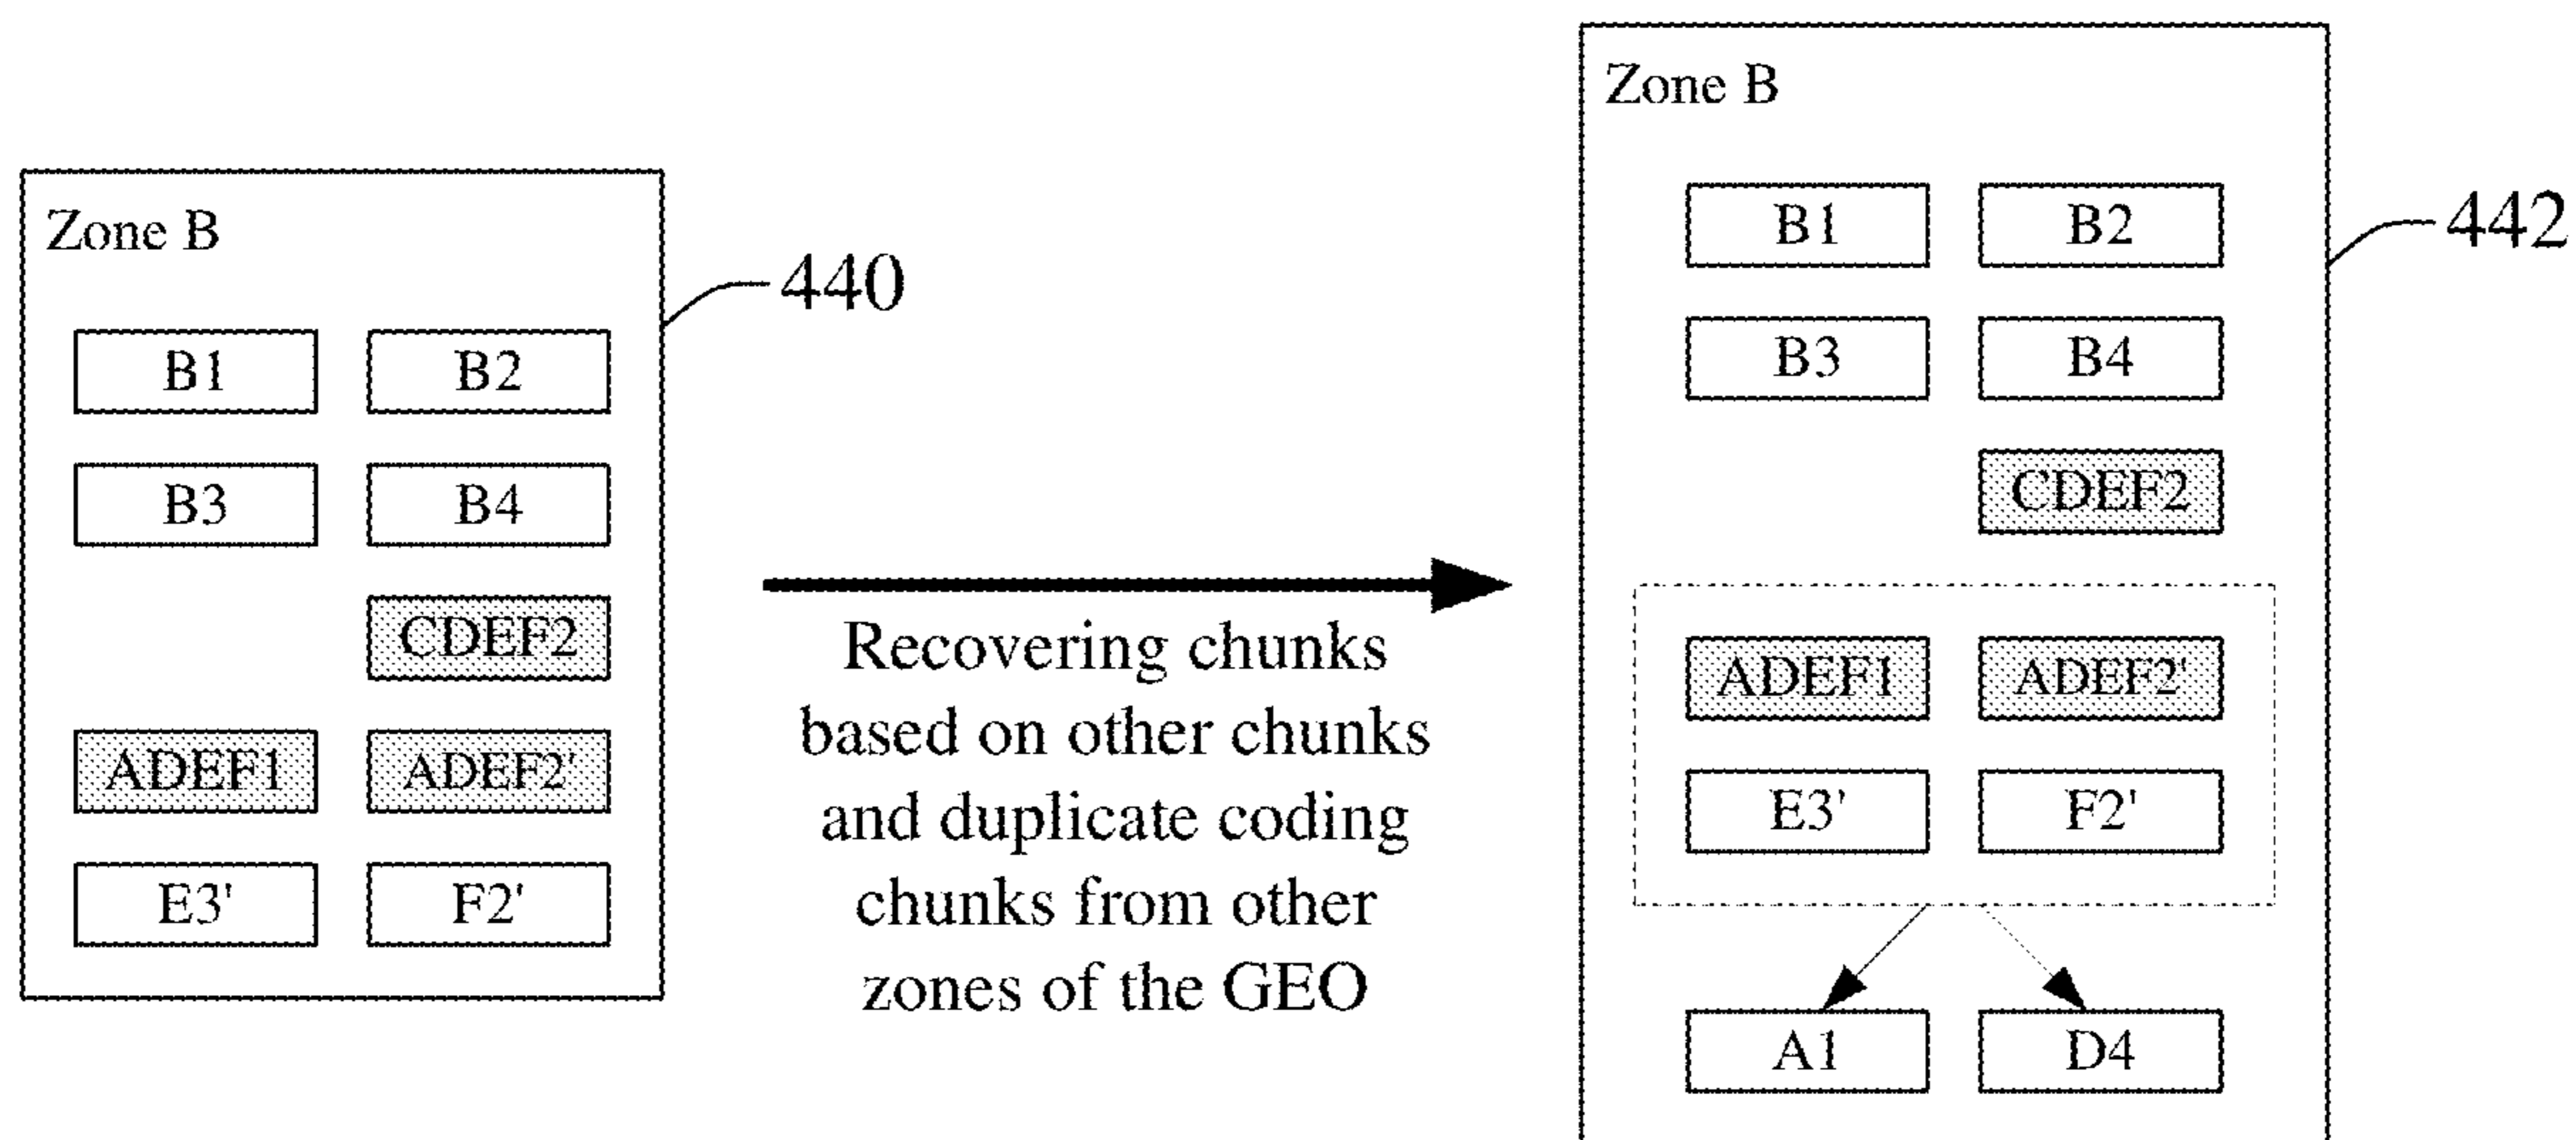 Zone B
440
B1
B2
B3
B4
CDEF2
ADEF1
ADEF2'
E3'
F2'
Recovering chunks
based on other chunks
and duplicate coding
chunks from other
zones of the GEO
Zone B
442
B1
B2
B3
B4
CDEF2
ADEF1
ADEF2'
E3'
F2'
A1
D4